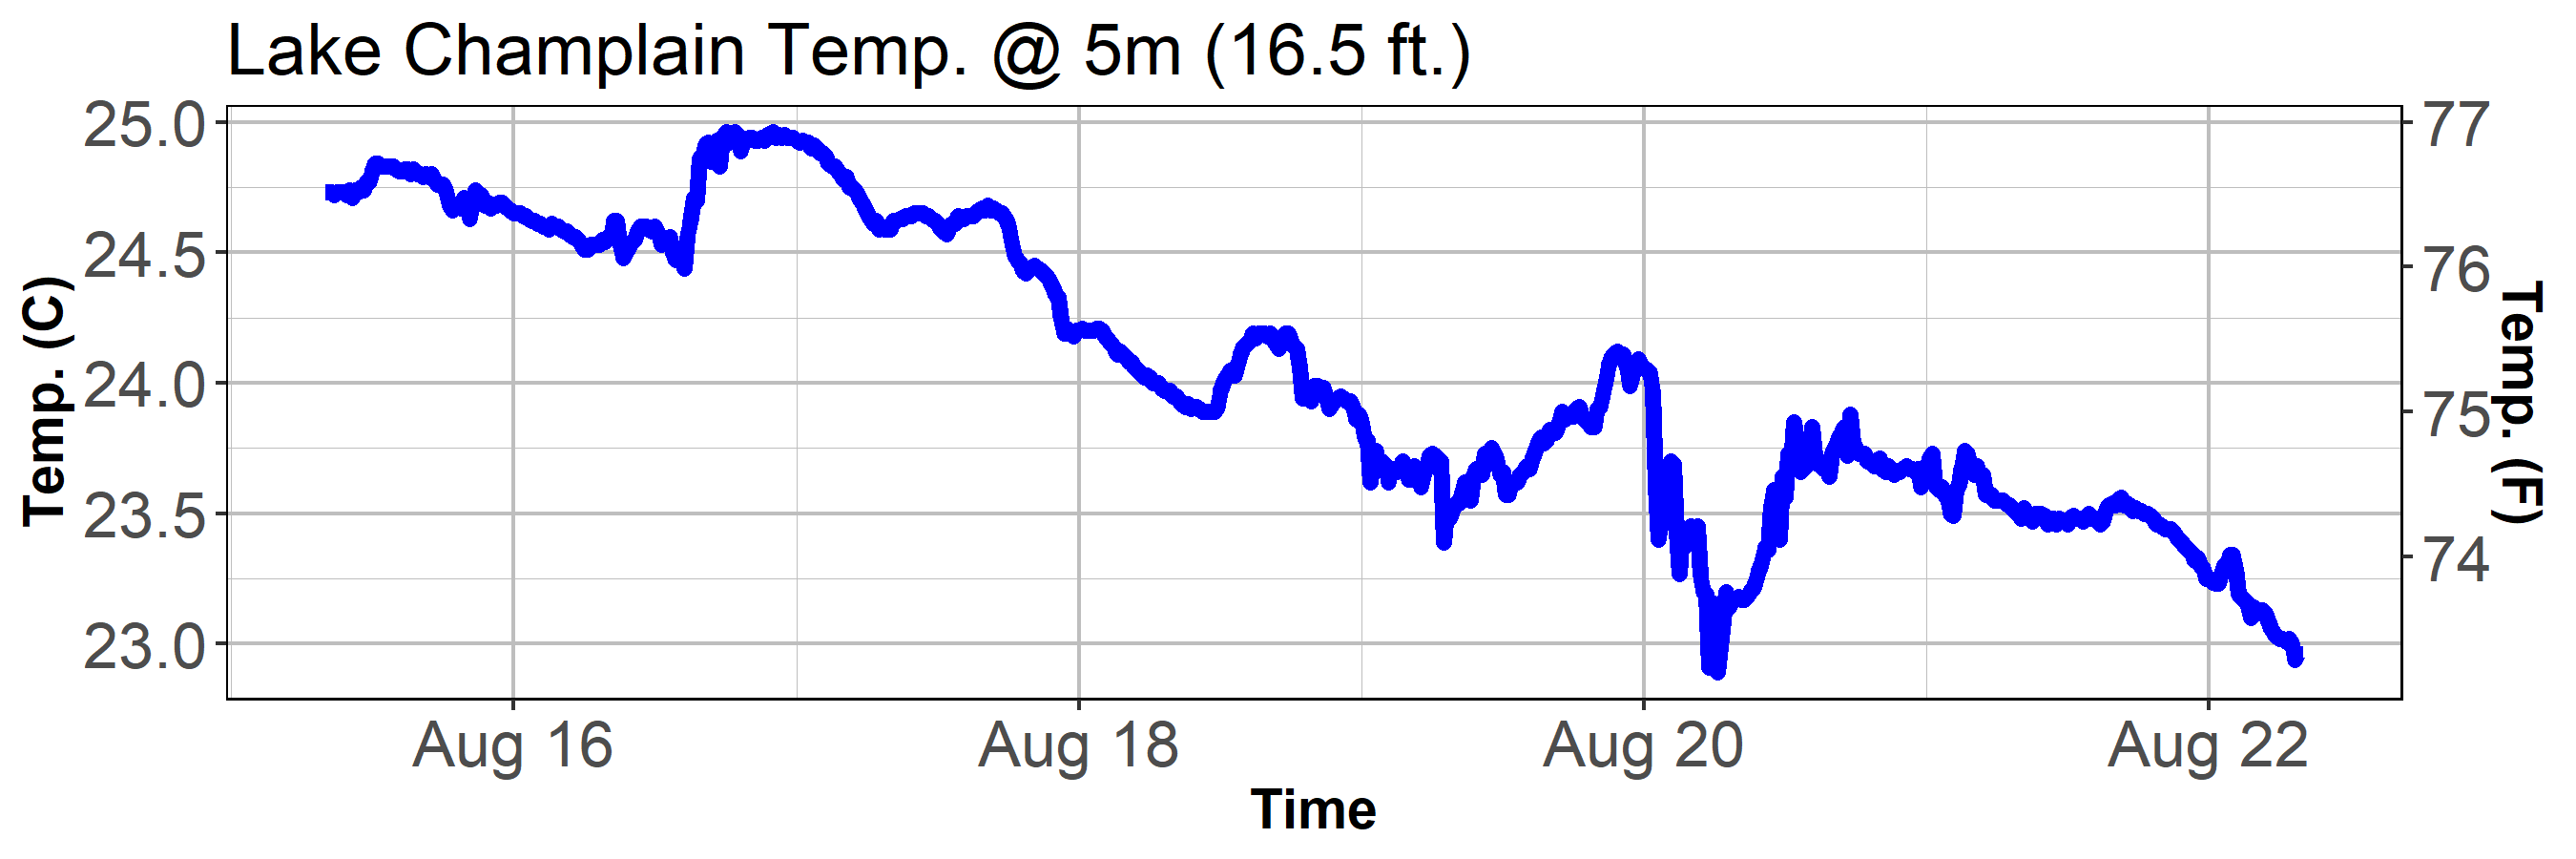 Lake Champlain Temp. @ 5m (16.5 ft.)
Temp. (C)
25.0
24.5
24.0
23.5
23.0
77
76
75
74
Temp. (F)
Aug 16
Aug 18
Aug 20
Aug 22
Time